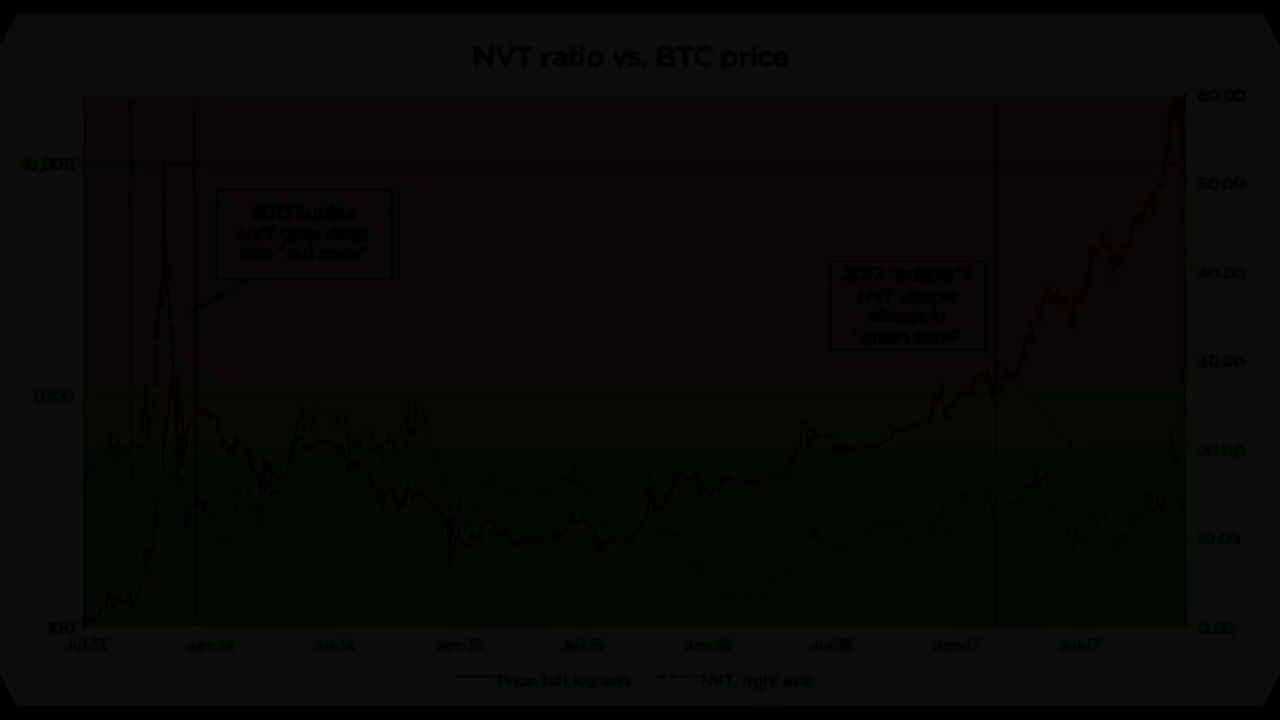 NVT ratio vs. BTC price
60.00
10,000
50.00
2013 bubble
NVT goes deep
into "red zone"
40.00
2017 "bubble"?
NVT almost
always in
"green zone"
30.00
1,000
20.00
10.00
100
0.00
Jul-13 Jan-14 Jul-14 Jan-15 Jul-15 Jan-16 Jul-16 Jan-17 Jul-17
Price, left log axis NVT, right axis